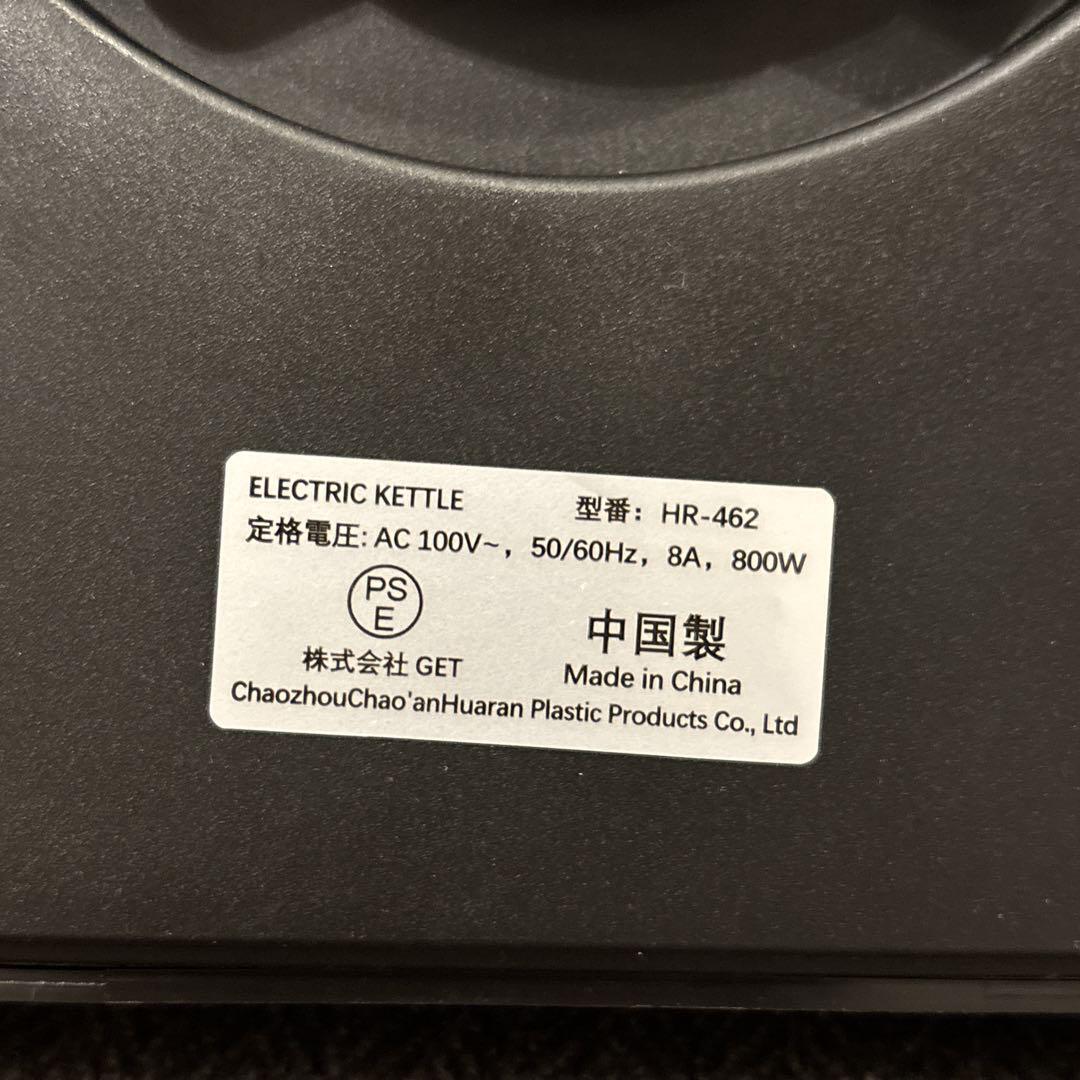 ELECTRIC KETTLE 型番：HR-462
定格電圧: AC 100V~，50/60Hz，8A，800W
PS
E
中国製
株式会社 GET
Made in China
ChaozhouChao'anHuaran Plastic Products Co., Ltd